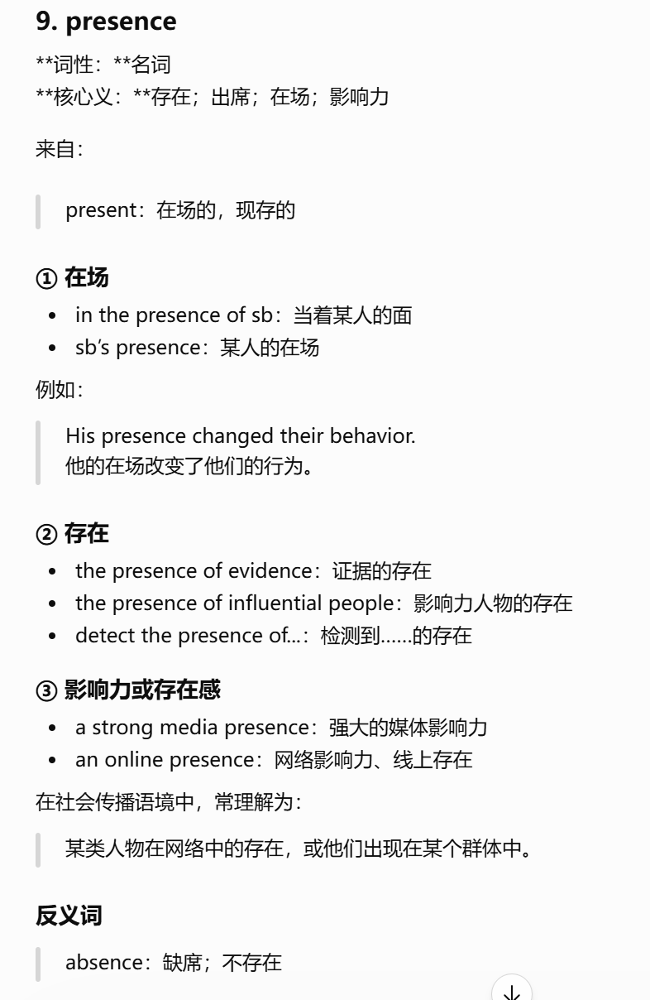 9. presence
**词性：**名词
**核心义：**存在；出席；在场；影响力
来自：
present：在场的，现存的
① 在场
• in the presence of sb：当着某人的面
• sb’s presence：某人的在场
例如：
His presence changed their behavior.
他的在场改变了他们的行为。
② 存在
• the presence of evidence：证据的存在
• the presence of influential people：影响力人物的存在
• detect the presence of...：检测到……的存在
③ 影响力或存在感
• a strong media presence：强大的媒体影响力
• an online presence：网络影响力、线上存在
在社会传播语境中，常理解为：
某类人物在网络中的存在，或他们出现在某个群体中。
反义词
absence：缺席；不存在